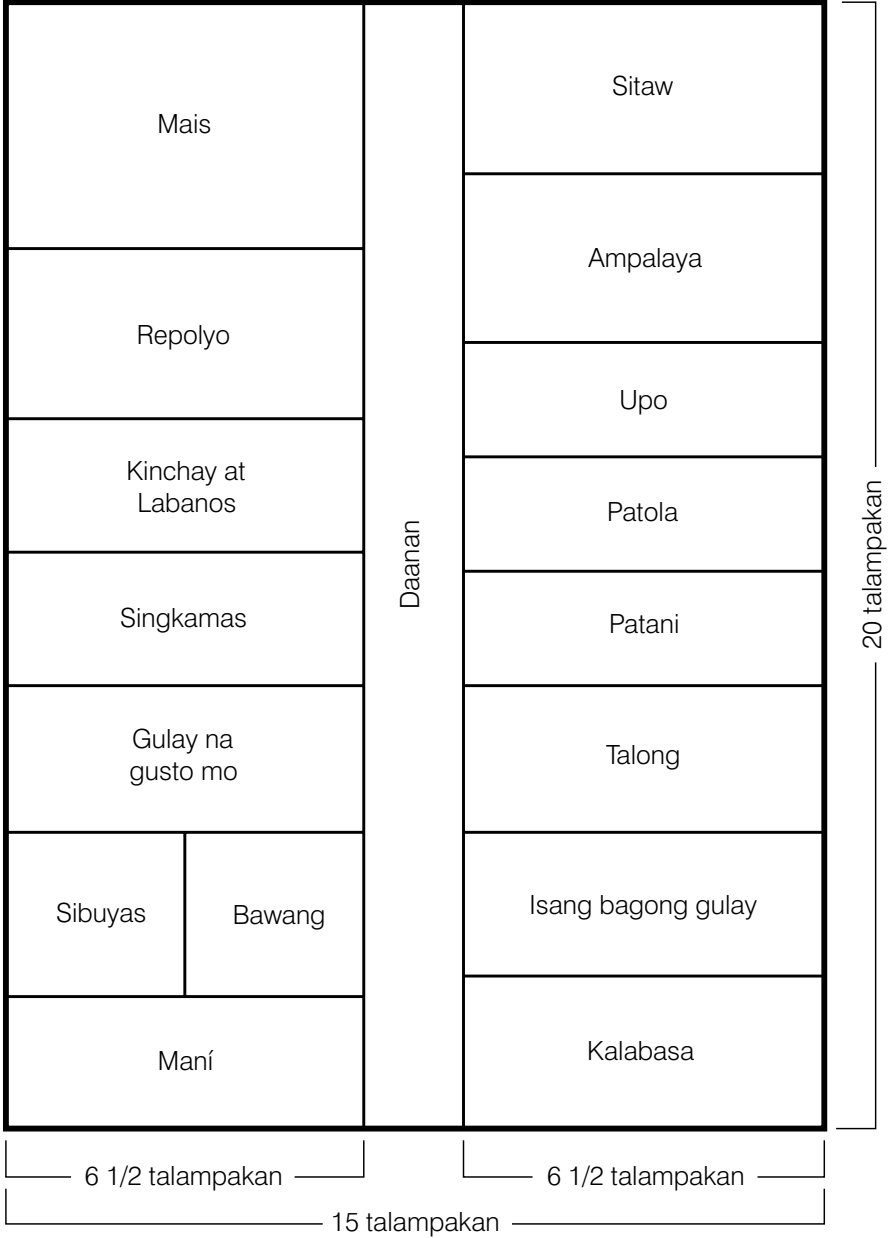 Mais
Repolyo
Kinchay at
Labanos
Singkamas
Gulay na
gusto mo
Sibuyas
Bawang
Maní
Daanan
Sitaw
Ampalaya
Upo
Patola
Patani
Talong
Isang bagong gulay
Kalabasa
20 talampakan
6 1/2 talampakan
6 1/2 talampakan
15 talampakan